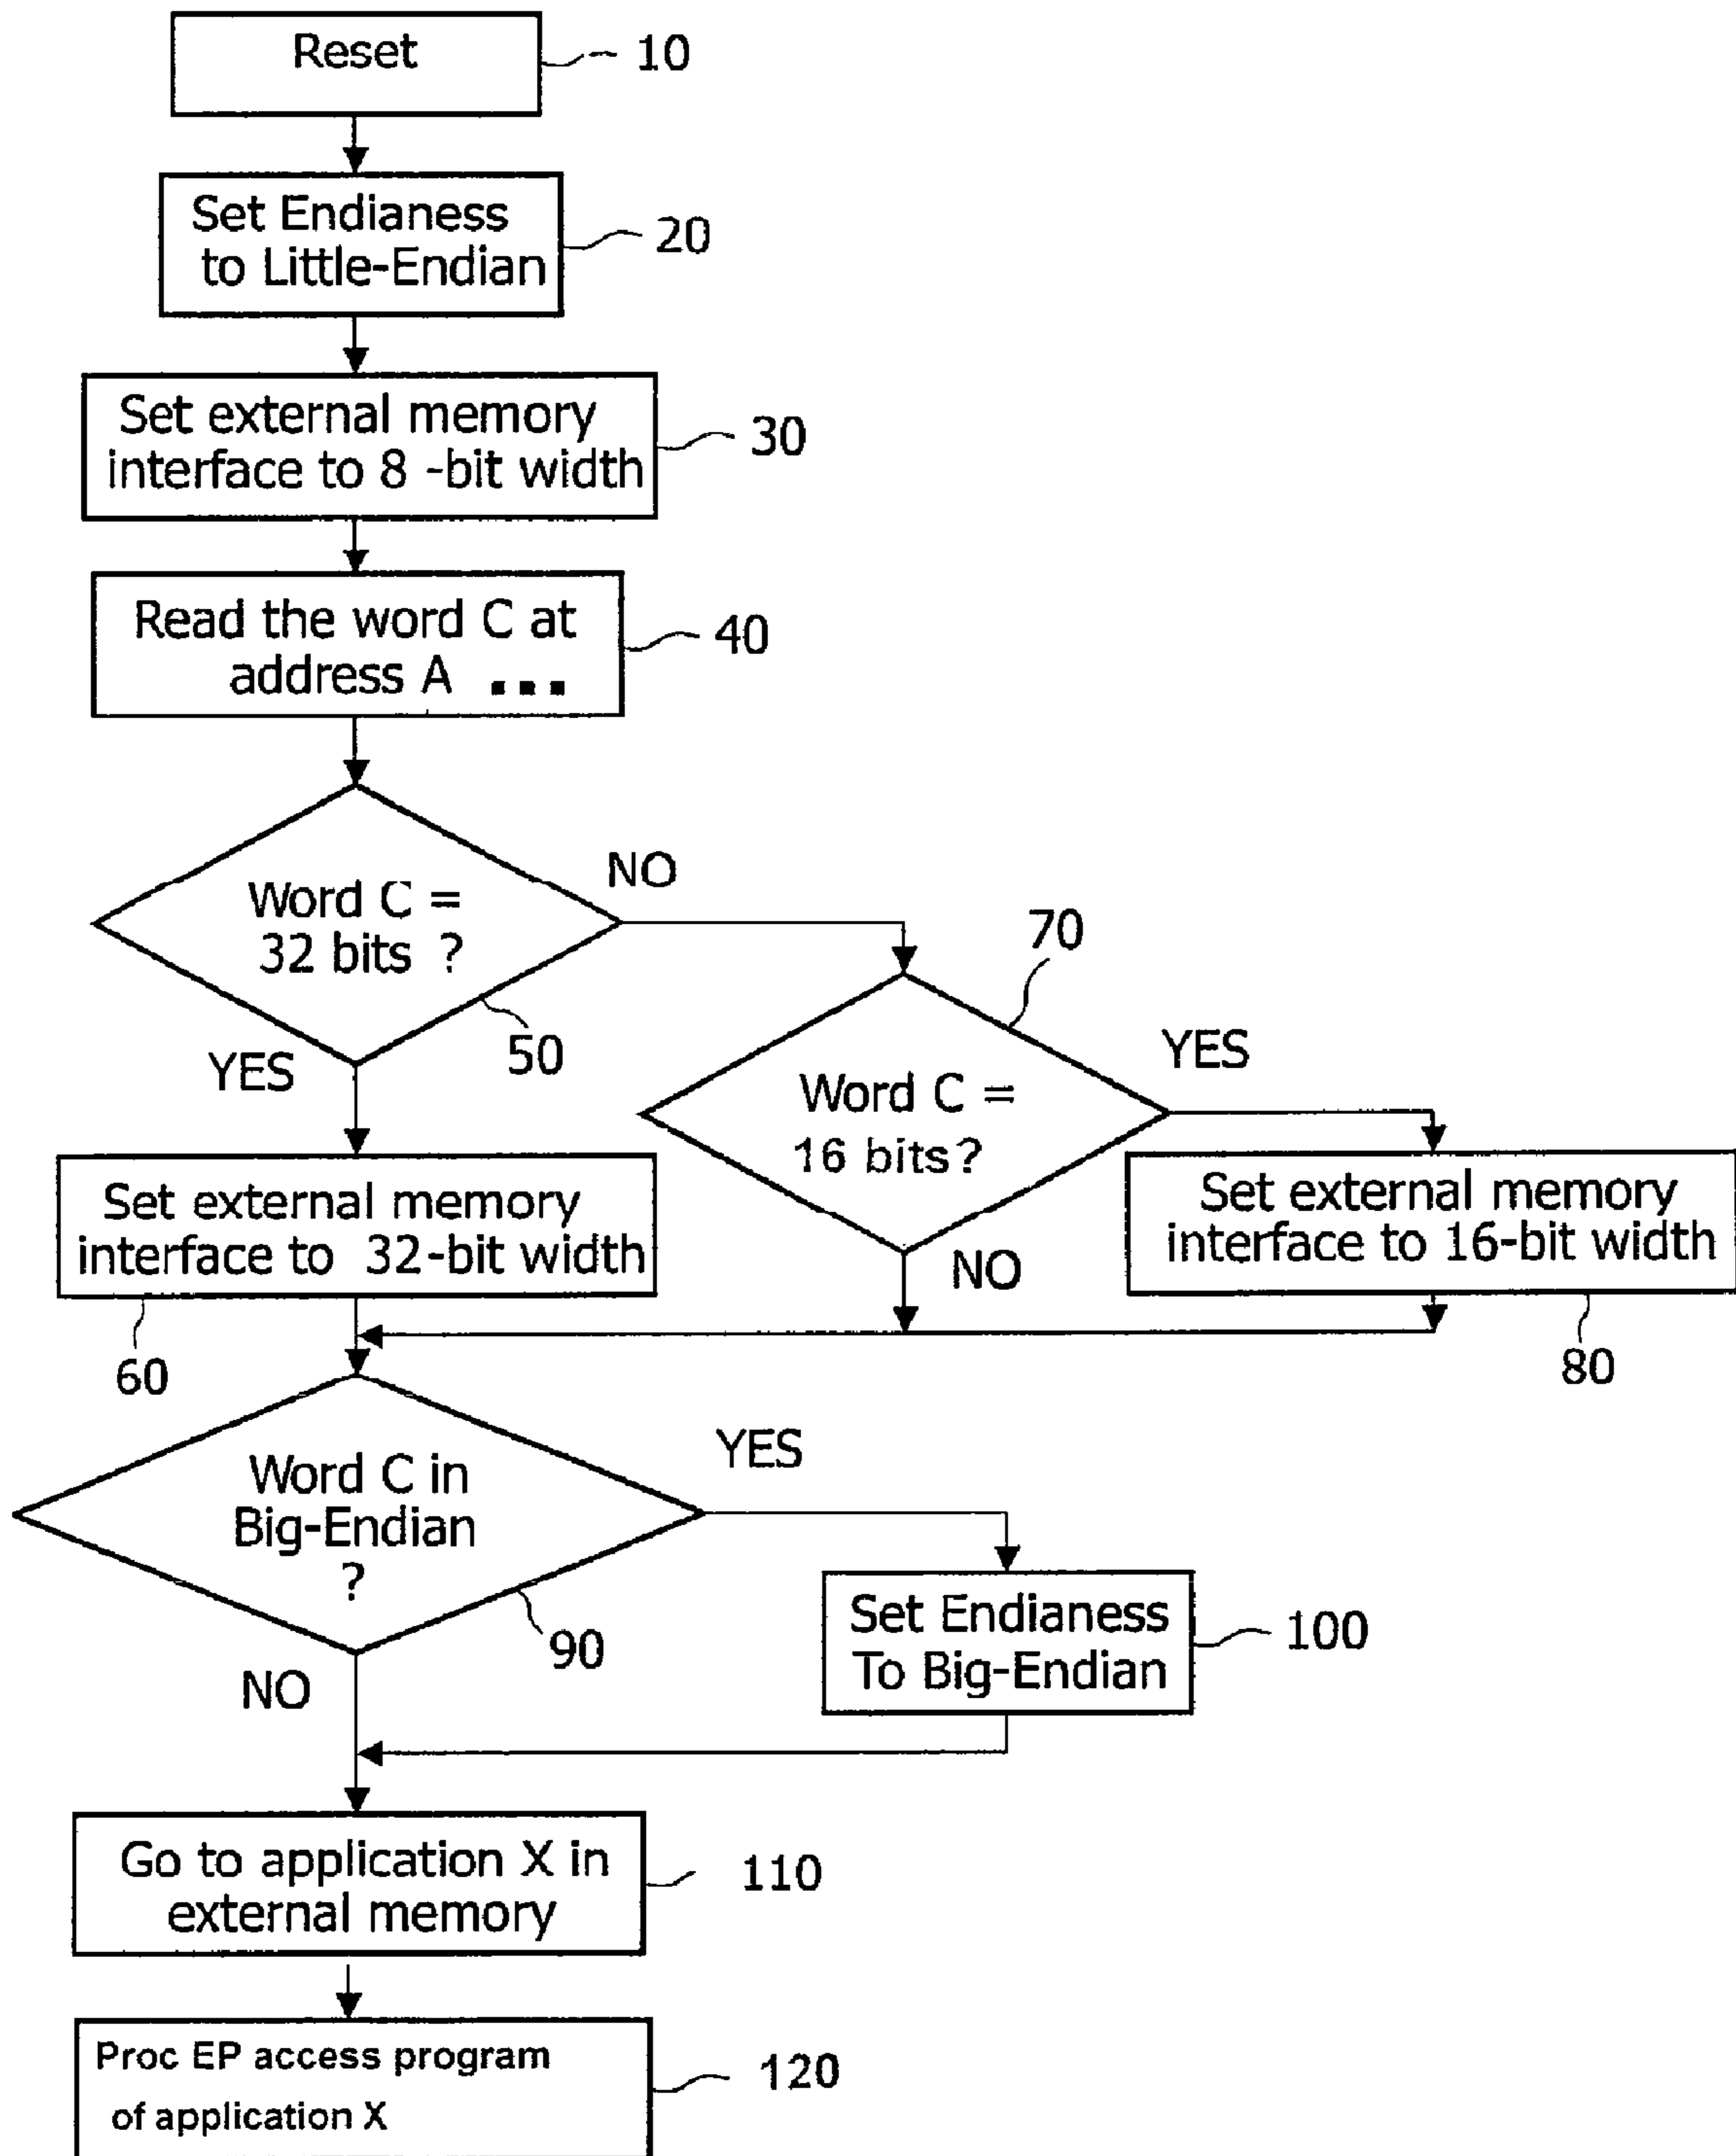 Reset
10
Set Endianess
to Little-Endian
20
Set external memory
interface to 8 -bit width
30
Read the word C at
address A ...
40
Word C =
32 bits ?
NO
50
YES
70
Word C =
16 bits?
YES
NO
Set external memory
interface to 32-bit width
60
Set external memory
interface to 16-bit width
80
Word C in
Big-Endian
?
YES
90
NO
Set Endianess
To Big-Endian
100
Go to application X in
external memory
110
Proc EP access program
of application X
120